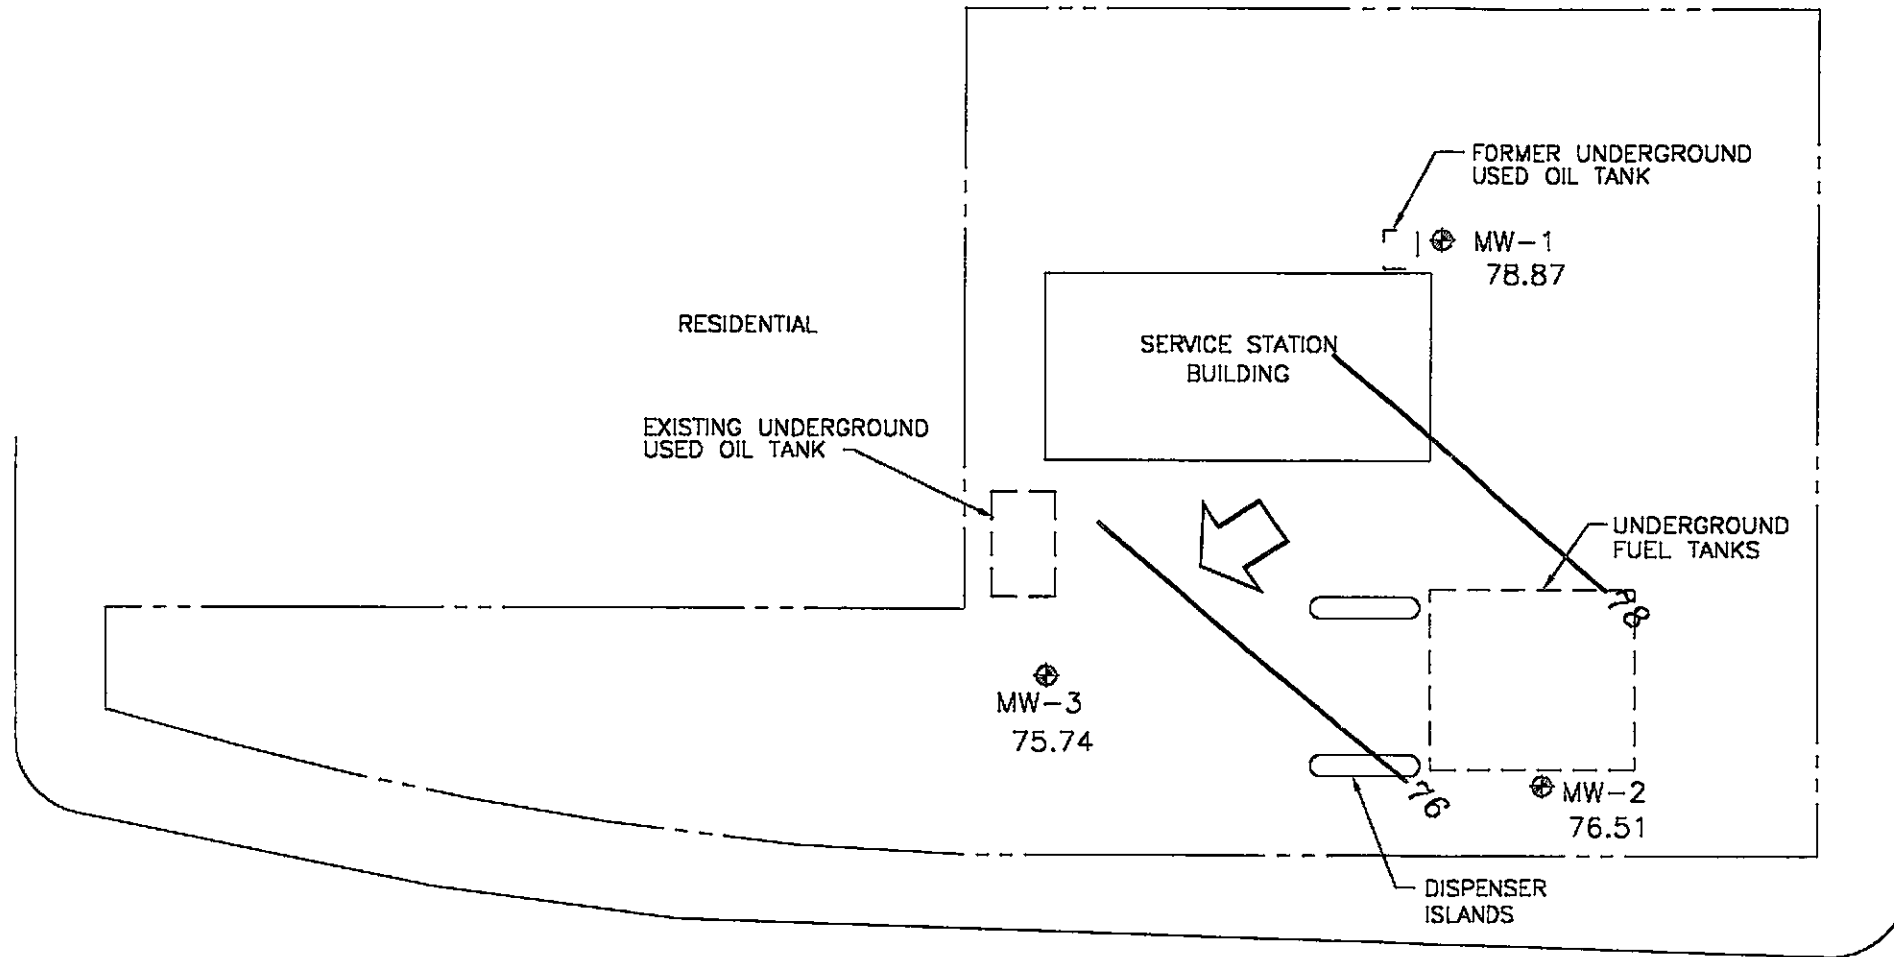 FORMER UNDERGROUND
USED OIL TANK
MW-1
78.87
RESIDENTIAL
SERVICE STATION
BUILDING
EXISTING UNDERGROUND
USED OIL TANK
UNDERGROUND
FUEL TANKS
78
MW-3
75.74
76
MW-2
76.51
DISPENSER
ISLANDS